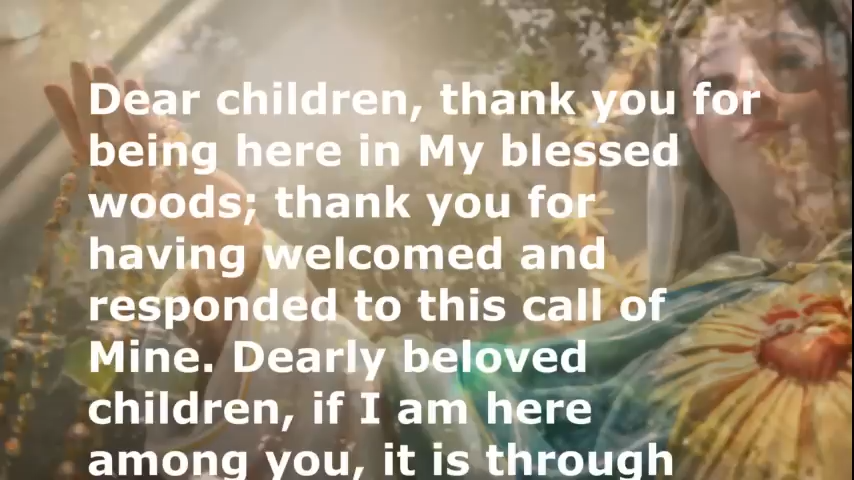 Dear children, thank you for
being here in My blessed
woods; thank you for
having welcomed and
responded to this call of
Mine. Dearly beloved
children, if I am here
among you, it is through